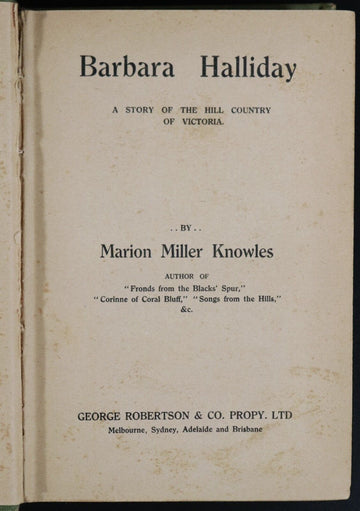 Barbara Halliday
A STORY OF THE HILL COUNTRY
OF VICTORIA.
..BY..
Marion Miller Knowles
AUTHOR OF
"Fronds from the Blacks' Spur,"
"Corinne of Coral Bluff," "Songs from the Hills,"
&c.
GEORGE ROBERTSON & CO. PROPY. LTD
Melbourne, Sydney, Adelaide and Brisbane